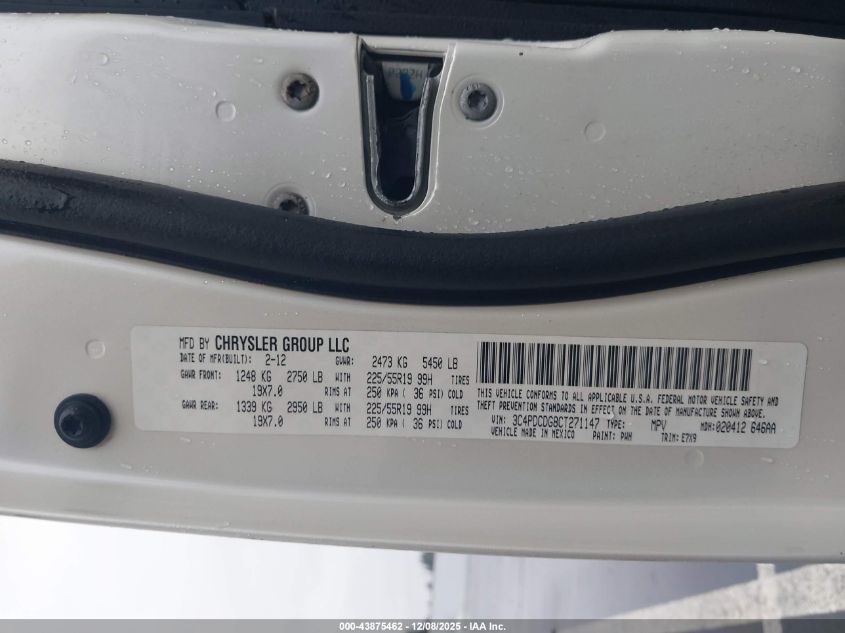 MFD BY CHRYSLER GROUP LLC
DATE OF MFR(BUILT): 2-12 GVWR: 2473 KG 5450 LB
GAWR FRONT: 1248 KG 2750 LB WITH 225/55R19 99H TIRES
19X7.0 RIMS AT 250 KPA ( 36 PSI) COLD
GAWR REAR: 1339 KG 2950 LB WITH 225/55R19 99H TIRES
19X7.0 RIMS AT 250 KPA ( 36 PSI) COLD
THIS VEHICLE CONFORMS TO ALL APPLICABLE U.S.A. FEDERAL MOTOR VEHICLE SAFETY AND
THEFT PREVENTION STANDARDS IN EFFECT ON THE DATE OF MANUFACTURE SHOWN ABOVE.
VIN: 3C4PDCDG8CT271147 TYPE: MPV MDH: 020412 646AA
VEHICLE MADE IN MEXICO PAINT: PWH TRIM: E7X9
000-43875462 - 12/08/2025 - IAA Inc.